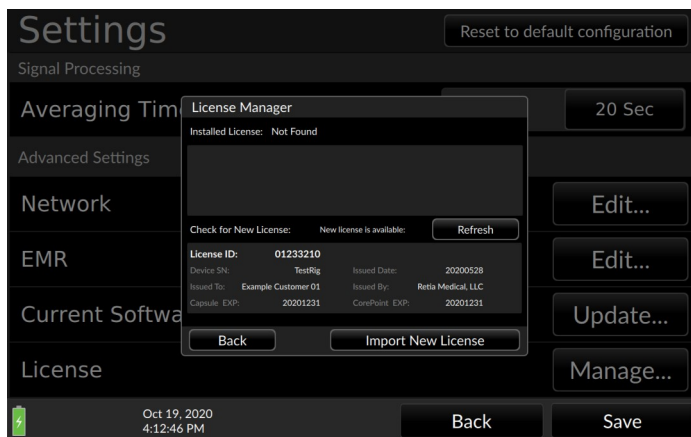 Settings
Reset to default configuration
Signal Processing
Averaging Tim
20 Sec
License Manager
Installed License: Not Found
Advanced Settings
Network
Edit...
Check for New License: New license is available: Refresh
License ID: 01233210
Device SN: TestRig Issued Date: 20200528
Issued To: Example Customer 01 Issued By: Retia Medical, LLC
Capsule EXP: 20201231 CorePoint EXP: 20201231
EMR
Edit...
Current Softwa
Update...
Back Import New License
License
Manage...
Oct 19, 2020
4:12:46 PM
Back
Save